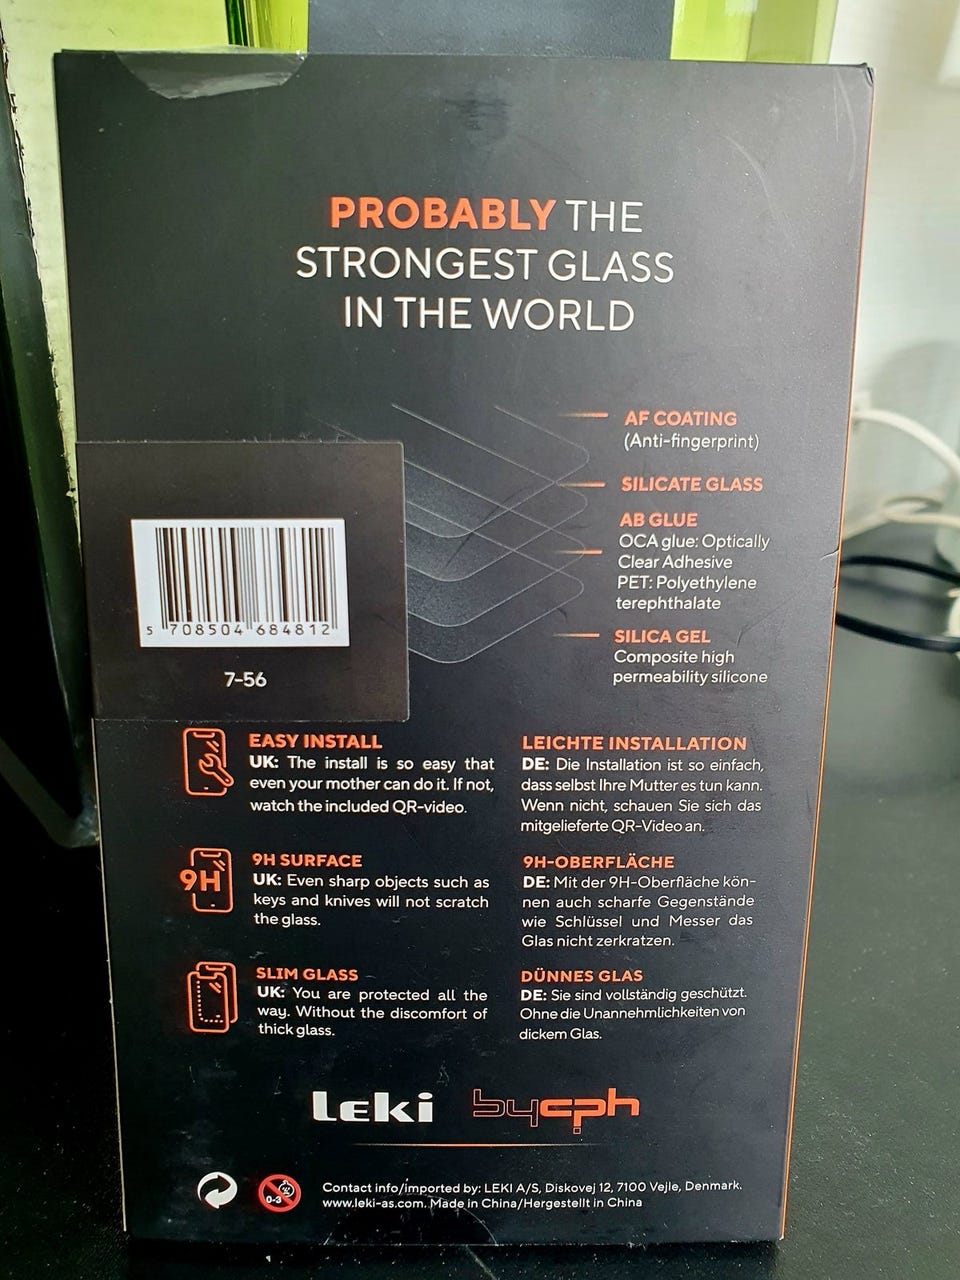 PROBABLY THE
STRONGEST GLASS
IN THE WORLD
AF COATING
(Anti-fingerprint)
SILICATE GLASS
AB GLUE
OCA glue: Optically
Clear Adhesive
PET: Polyethylene
terephthalate
SILICA GEL
Composite high
permeability silicone
5 708504 684812
7-56
EASY INSTALL
UK: The install is so easy that
even your mother can do it. If not,
watch the included QR-video.
LEICHTE INSTALLATION
DE: Die Installation ist so einfach,
dass selbst Ihre Mutter es tun kann.
Wenn nicht, schauen Sie sich das
mitgelieferte QR-Video an.
9H
9H SURFACE
UK: Even sharp objects such as
keys and knives will not scratch
the glass.
9H-OBERFLÄCHE
DE: Mit der 9H-Oberfläche kön-
nen auch scharfe Gegenstände
wie Schlüssel und Messer das
Glas nicht zerkratzen.
SLIM GLASS
UK: You are protected all the
way. Without the discomfort of
thick glass.
DÜNNES GLAS
DE: Sie sind vollständig geschützt.
Ohne die Unannehmlichkeiten von
dickem Glas.
Leki bycph
0-3
Contact info/imported by: LEKI A/S, Diskovej 12, 7100 Vejle, Denmark.
www.leki-as.com. Made in China/Hergestellt in China